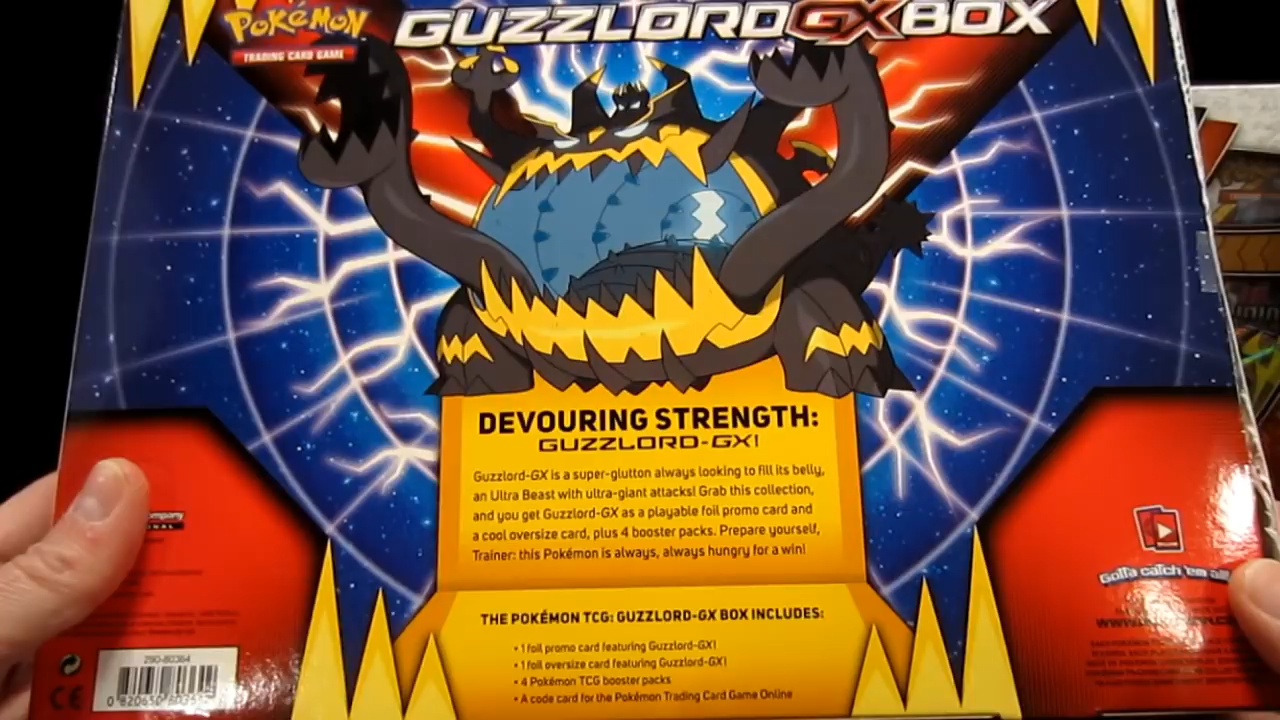 POKéMON
TRADING CARD GAME
GUZZLORD GX BOX
DEVOURING STRENGTH:
GUZZLORD-GX!
Guzzlord-GX is a super-glutton always looking to fill its belly,
an Ultra Beast with ultra-giant attacks! Grab this collection,
and you get Guzzlord-GX as a playable foil promo card and
a cool oversize card, plus 4 booster packs. Prepare yourself,
Trainer: this Pokémon is always, always hungry for a win!
THE POKÉMON TCG: GUZZLORD-GX BOX INCLUDES:
• 1 foil promo card featuring Guzzlord-GX!
• 1 foil oversize card featuring Guzzlord-GX!
• 4 Pokémon TCG booster packs
• A code card for the Pokémon Trading Card Game Online
290-80364
0 820650
CE
Gotta catch 'em all!